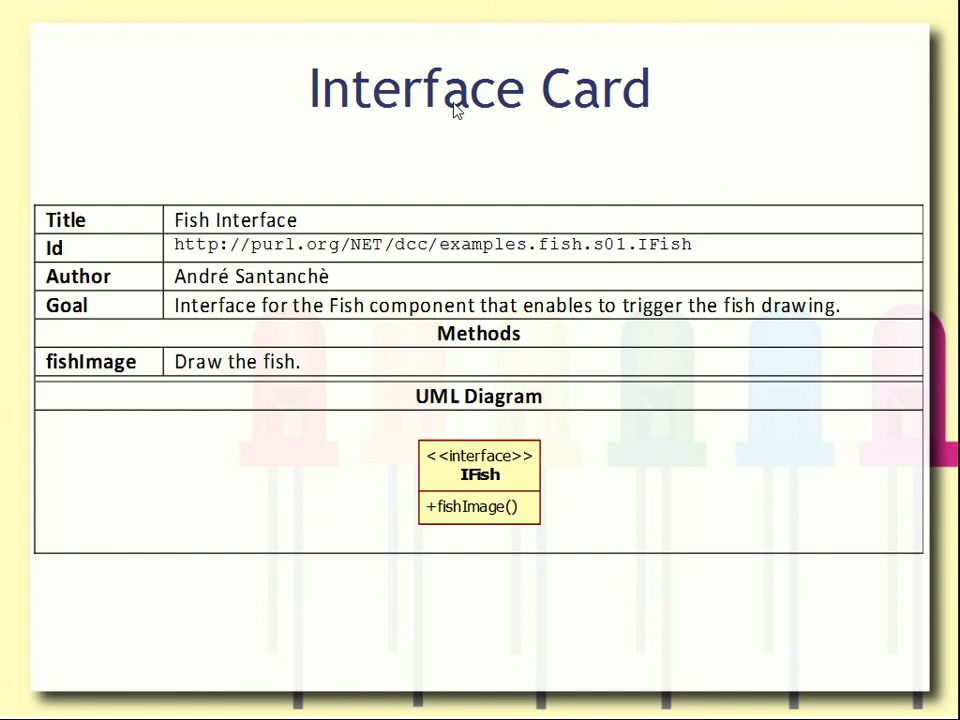 Interface Card
Title Fish Interface
Id http://purl.org/NET/dcc/examples.fish.s01.IFish
Author André Santanchè
Goal Interface for the Fish component that enables to trigger the fish drawing.
Methods
fishImage Draw the fish.
UML Diagram
<<interface>>
IFish
+fishImage()